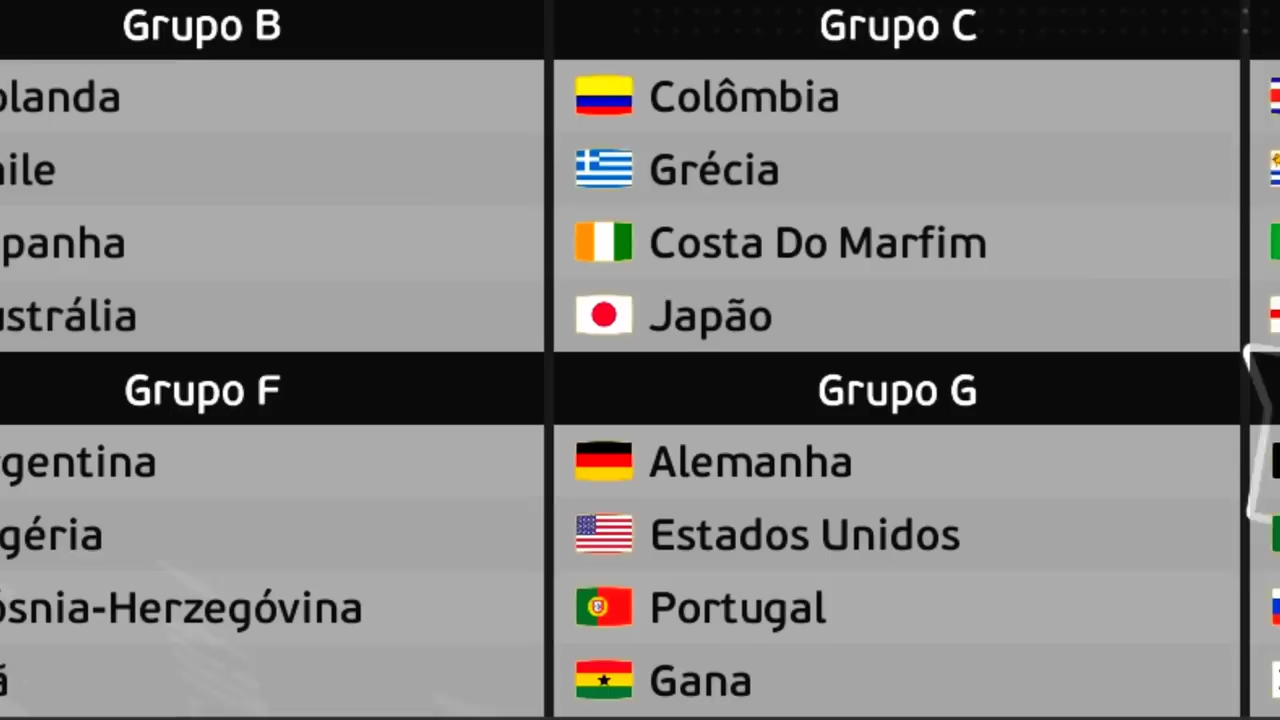 Grupo B
olanda
hile
panha
ustrália
Grupo C
Colômbia
Grécia
Costa Do Marfim
Japão
Grupo F
rgentina
géria
ósnia-Herzegóvina
ã
Grupo G
Alemanha
Estados Unidos
Portugal
Gana